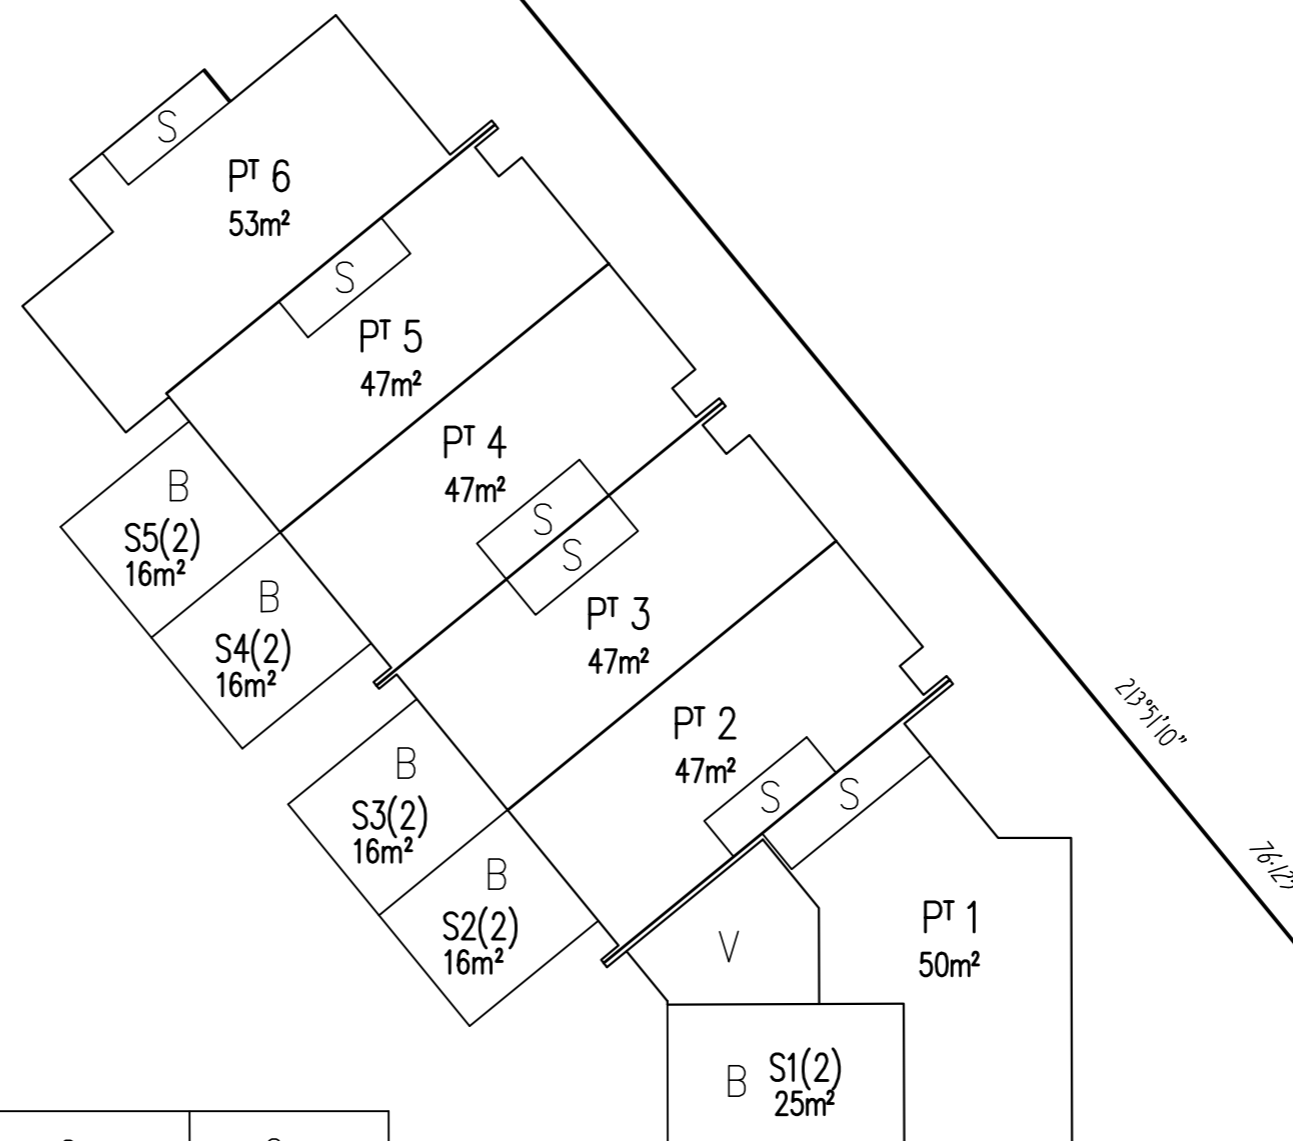 S
PT 6
53m²
S
PT 5
47m²
PT 4
47m²
S
S
B
S5(2)
16m²
B
S4(2)
16m²
PT 3
47m²
PT 2
47m²
S
S
213°51'10"
B
S3(2)
16m²
B
S2(2)
16m²
V
PT 1
50m²
B S1(2)
25m²